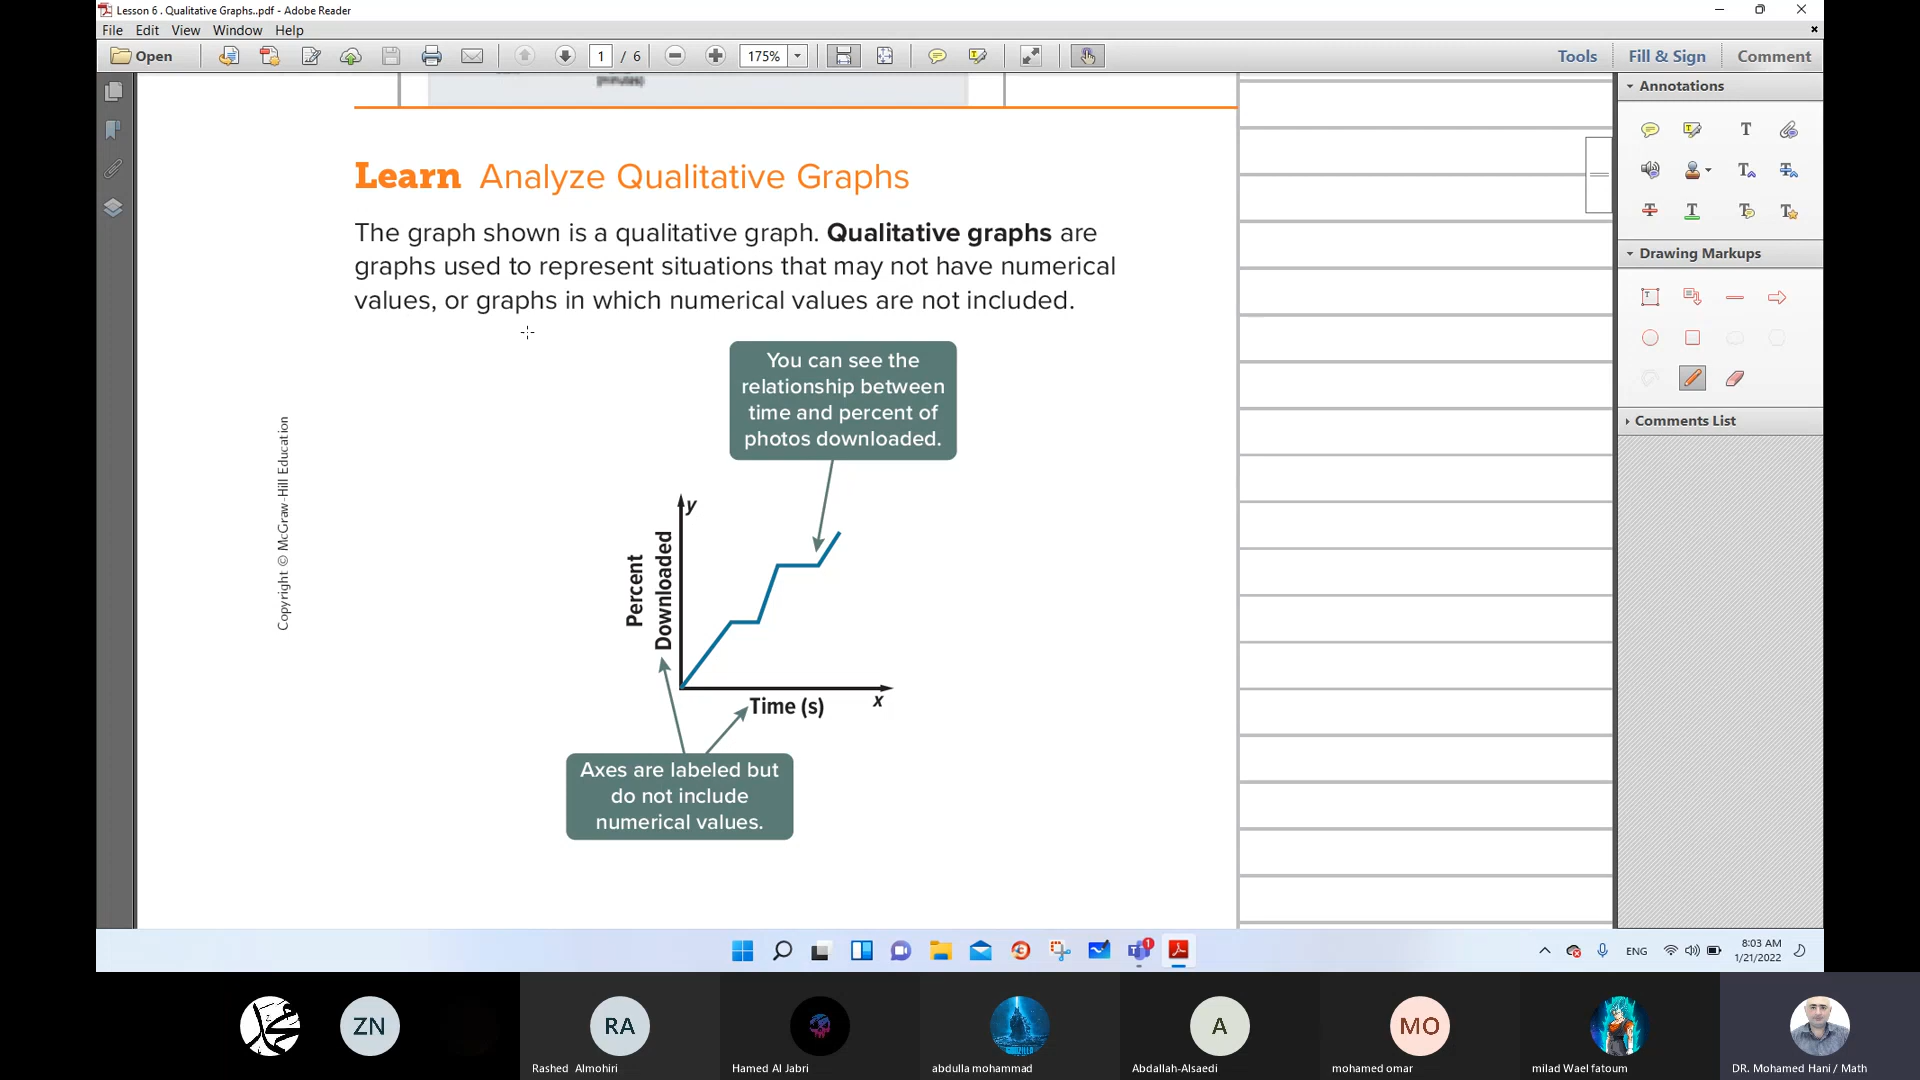 Lesson 6 . Qualitative Graphs..pdf - Adobe Reader
File Edit View Window Help
Open 1 / 6 175% Tools Fill & Sign Comment
(minutes)
Annotations
Learn Analyze Qualitative Graphs
The graph shown is a qualitative graph. Qualitative graphs are
graphs used to represent situations that may not have numerical
values, or graphs in which numerical values are not included.
Drawing Markups
Comments List
You can see the
relationship between
time and percent of
photos downloaded.
Copyright © McGraw-Hill Education
y
Percent
Downloaded
Time (s)
x
Axes are labeled but
do not include
numerical values.
1
ENG
8:03 AM
1/21/2022
ZN
RA
A
MO
Rashed Almohiri
Hamed Al Jabri
abdulla mohammad
Abdallah-Alsaedi
mohamed omar
milad Wael fatoum
DR. Mohamed Hani / Math